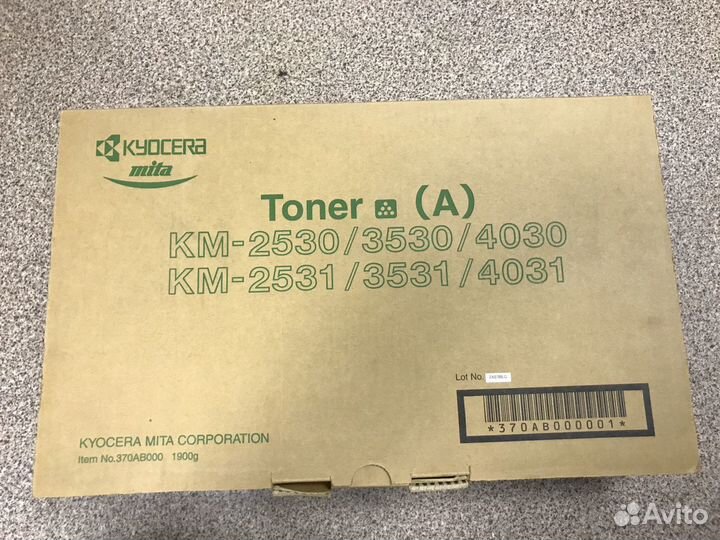 KYOCERA
mita
Toner (A)
KM-2530/3530/4030
KM-2531/3531/4031
Lot No.
*370AB000001*
KYOCERA MITA CORPORATION
Item No.370AB000 1900g
Avito